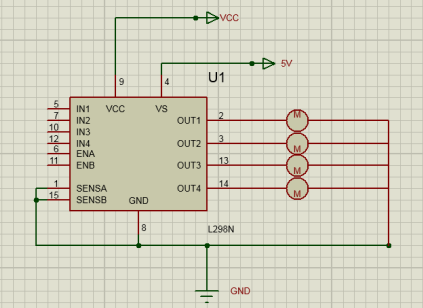 VCC
5V
U1
9
4
5
IN1
VCC
VS
OUT1
2
7
IN2
10
IN3
OUT2
3
12
IN4
6
ENA
OUT3
13
11
ENB
1
SENSA
OUT4
14
15
SENSB
GND
8
L298N
M
M
M
M
GND